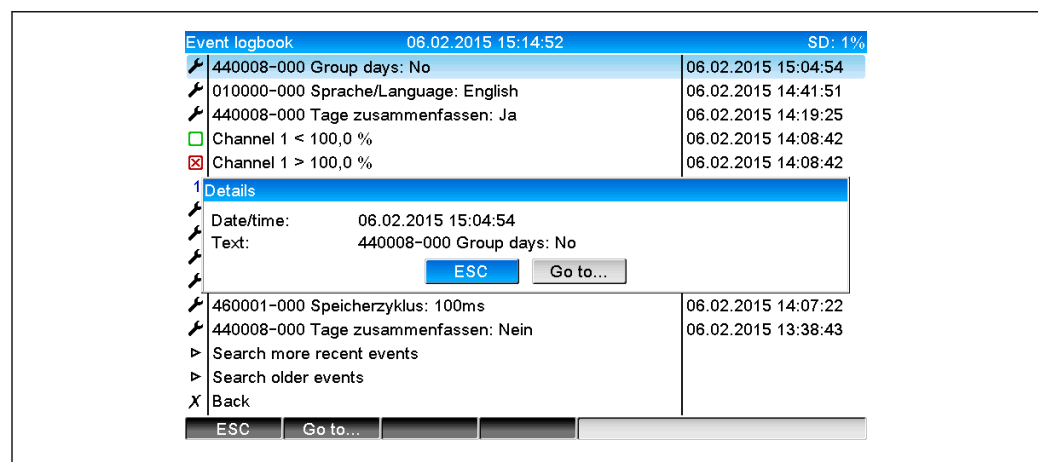 Event logbook 06.02.2015 15:14:52 SD: 1%
440008-000 Group days: No 06.02.2015 15:04:54
010000-000 Sprache/Language: English 06.02.2015 14:41:51
440008-000 Tage zusammenfassen: Ja 06.02.2015 14:19:25
Channel 1 < 100,0 % 06.02.2015 14:08:42
Channel 1 > 100,0 % 06.02.2015 14:08:42
1
Details
Date/time: 06.02.2015 15:04:54
Text: 440008-000 Group days: No
ESC Go to...
460001-000 Speicherzyklus: 100ms 06.02.2015 14:07:22
440008-000 Tage zusammenfassen: Nein 06.02.2015 13:38:43
Search more recent events
Search older events
X Back
ESC Go to...